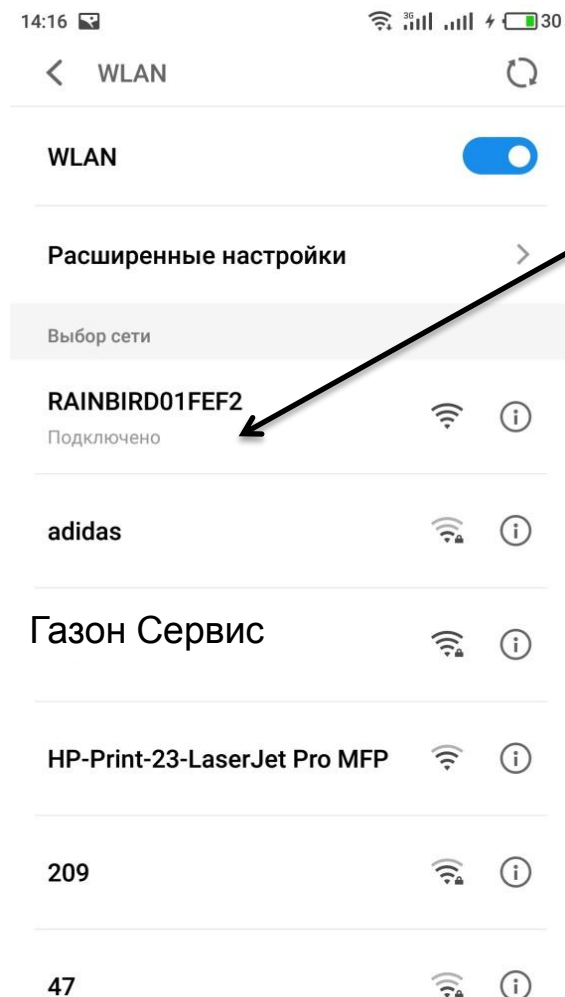 14:16 3G 30
WLAN
WLAN
Расширенные настройки
Выбор сети
RAINBIRD01FEF2
Подключено
adidas
Газон Сервис
HP-Print-23-LaserJet Pro MFP
209
47